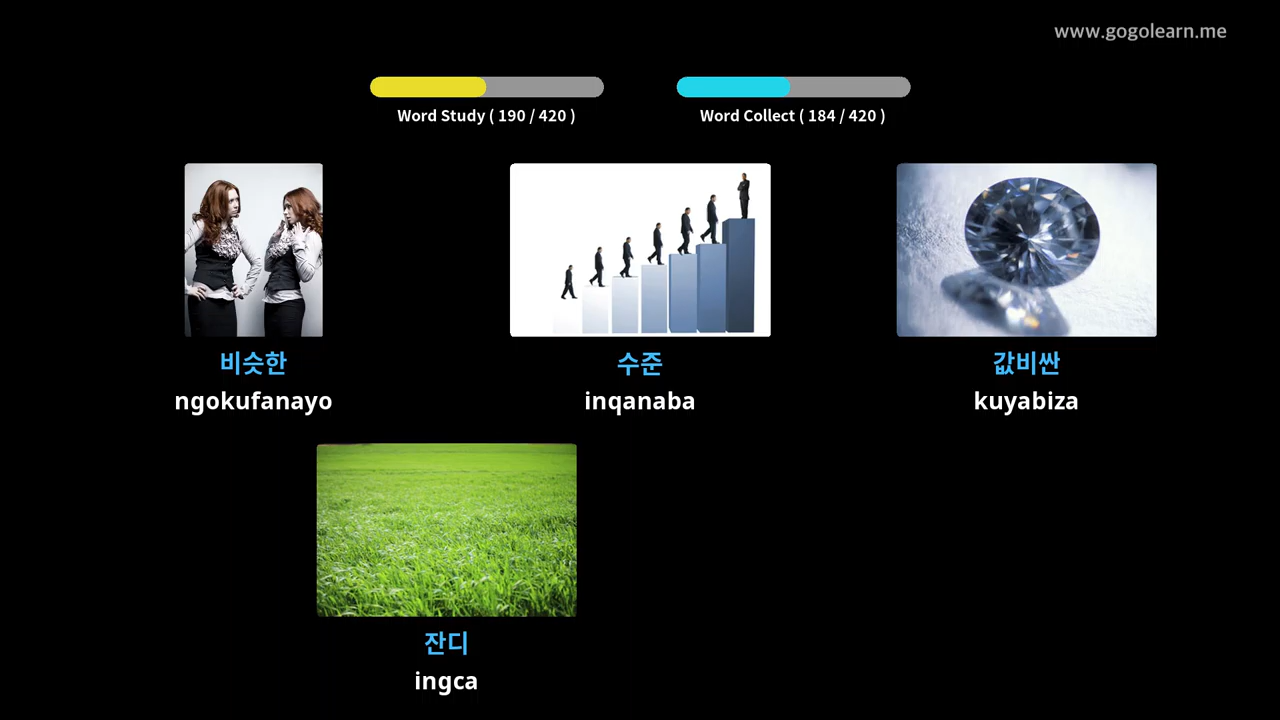 www.gogolearn.me
Word Study ( 190 / 420 )
Word Collect ( 184 / 420 )
비슷한
ngokufanayo
수준
inqanaba
값비싼
kuyabiza
잔디
ingca